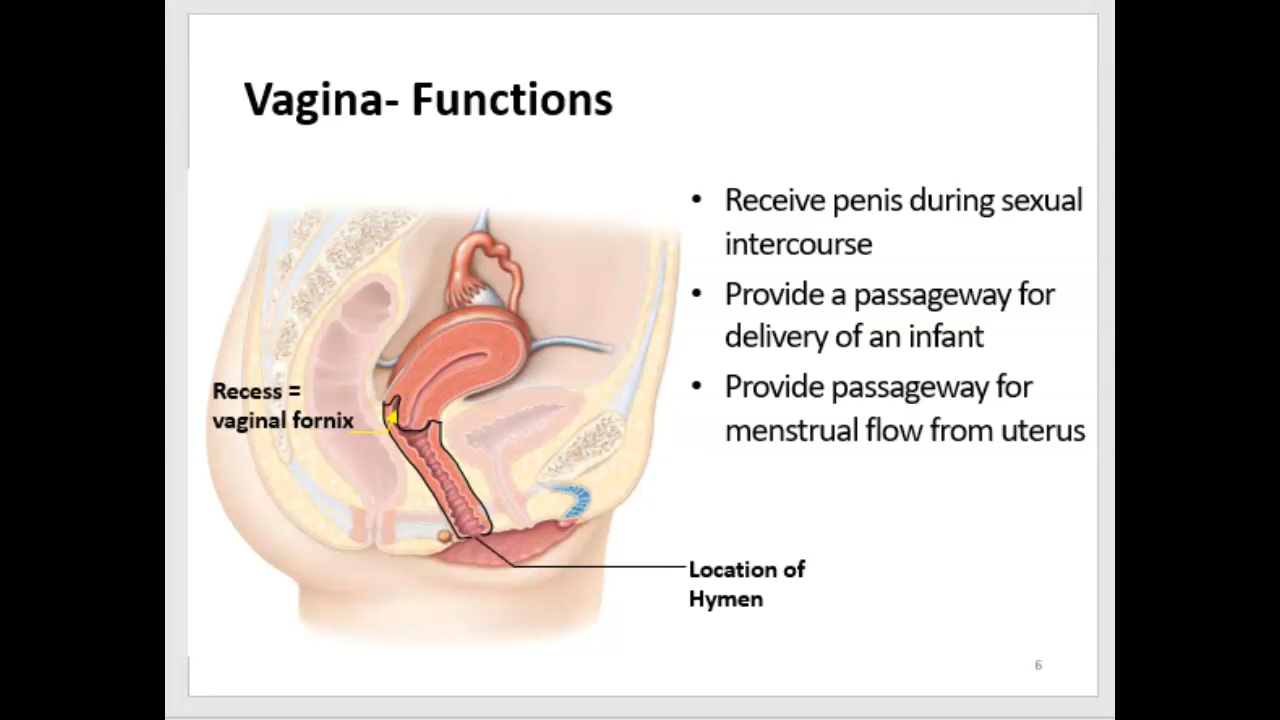 Vagina- Functions
• Receive penis during sexual
intercourse
• Provide a passageway for
delivery of an infant
• Provide passageway for
menstrual flow from uterus
Recess =
vaginal fornix
Location of
Hymen
6